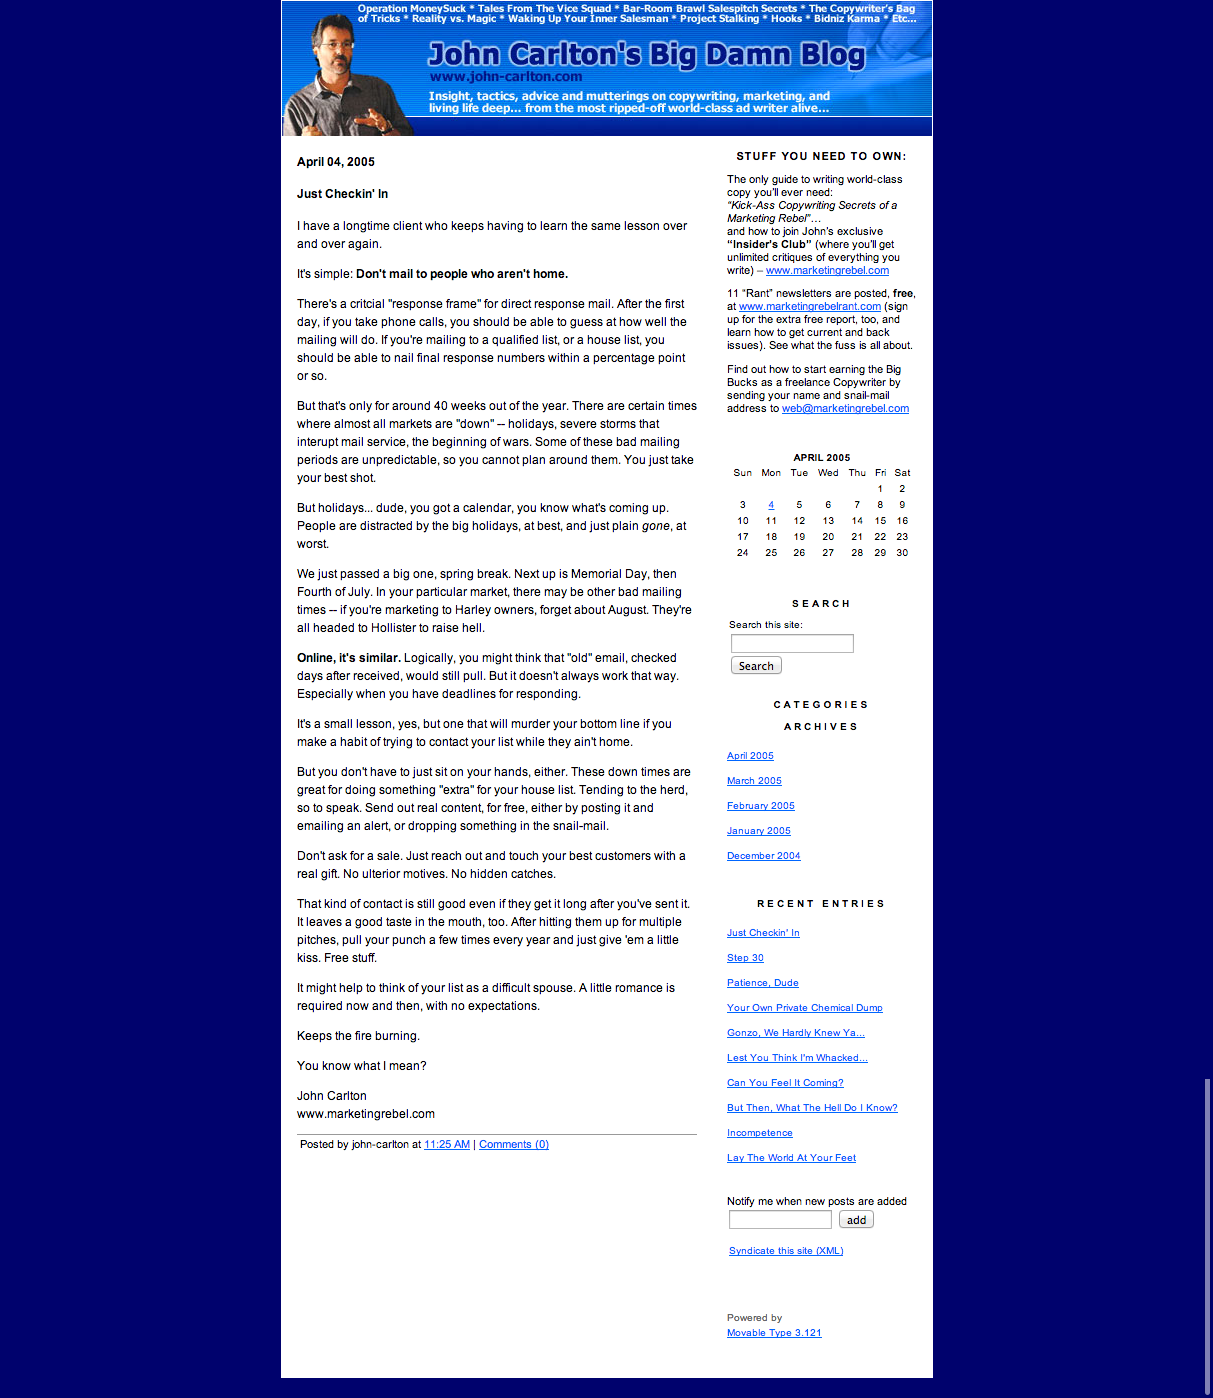 Operation MoneySuck * Tales From The Vice Squad * Bar-Room Brawl Salespitch Secrets * The Copywriter's Bag
of Tricks * Reality vs. Magic * Waking Up Your Inner Salesman * Project Stalking * Hooks * Bidniz Karma * Etc...
John Carlton's Big Damn Blog
www.john-carlton.com
Insight, tactics, advice and mutterings on copywriting, marketing, and
living life deep... from the most ripped-off world-class ad writer alive...
April 04, 2005
Just Checkin' In
I have a longtime client who keeps having to learn the same lesson over
and over again.
It's simple: Don't mail to people who aren't home.
There's a critcial "response frame" for direct response mail. After the first
day, if you take phone calls, you should be able to guess at how well the
mailing will do. If you're mailing to a qualified list, or a house list, you
should be able to nail final response numbers within a percentage point
or so.
But that's only for around 40 weeks out of the year. There are certain times
where almost all markets are "down" -- holidays, severe storms that
interupt mail service, the beginning of wars. Some of these bad mailing
periods are unpredictable, so you cannot plan around them. You just take
your best shot.
But holidays... dude, you got a calendar, you know what's coming up.
People are distracted by the big holidays, at best, and just plain gone, at
worst.
We just passed a big one, spring break. Next up is Memorial Day, then
Fourth of July. In your particular market, there may be other bad mailing
times -- if you're marketing to Harley owners, forget about August. They're
all headed to Hollister to raise hell.
Online, it's similar. Logically, you might think that "old" email, checked
days after received, would still pull. But it doesn't always work that way.
Especially when you have deadlines for responding.
It's a small lesson, yes, but one that will murder your bottom line if you
make a habit of trying to contact your list while they ain't home.
But you don't have to just sit on your hands, either. These down times are
great for doing something "extra" for your house list. Tending to the herd,
so to speak. Send out real content, for free, either by posting it and
emailing an alert, or dropping something in the snail-mail.
Don't ask for a sale. Just reach out and touch your best customers with a
real gift. No ulterior motives. No hidden catches.
That kind of contact is still good even if they get it long after you've sent it.
It leaves a good taste in the mouth, too. After hitting them up for multiple
pitches, pull your punch a few times every year and just give 'em a little
kiss. Free stuff.
It might help to think of your list as a difficult spouse. A little romance is
required now and then, with no expectations.
Keeps the fire burning.
You know what I mean?
John Carlton
www.marketingrebel.com
Posted by john-carlton at 11:25 AM | Comments (0)
STUFF YOU NEED TO OWN:
The only guide to writing world-class
copy you'll ever need:
“Kick-Ass Copywriting Secrets of a
Marketing Rebel”...
and how to join John's exclusive
“Insider's Club” (where you'll get
unlimited critiques of everything you
write) – www.marketingrebel.com
11 “Rant” newsletters are posted, free,
at www.marketingrebelrant.com (sign
up for the extra free report, too, and
learn how to get current and back
issues). See what the fuss is all about.
Find out how to start earning the Big
Bucks as a freelance Copywriter by
sending your name and snail-mail
address to web@marketingrebel.com
APRIL 2005
Sun Mon Tue Wed Thu Fri Sat
1 2
3 4 5 6 7 8 9
10 11 12 13 14 15 16
17 18 19 20 21 22 23
24 25 26 27 28 29 30
SEARCH
Search this site:
Search
CATEGORIES
ARCHIVES
April 2005
March 2005
February 2005
January 2005
December 2004
RECENT ENTRIES
Just Checkin' In
Step 30
Patience, Dude
Your Own Private Chemical Dump
Gonzo, We Hardly Knew Ya...
Lest You Think I'm Whacked...
Can You Feel It Coming?
But Then, What The Hell Do I Know?
Incompetence
Lay The World At Your Feet
Notify me when new posts are added
add
Syndicate this site (XML)
Powered by
Movable Type 3.121